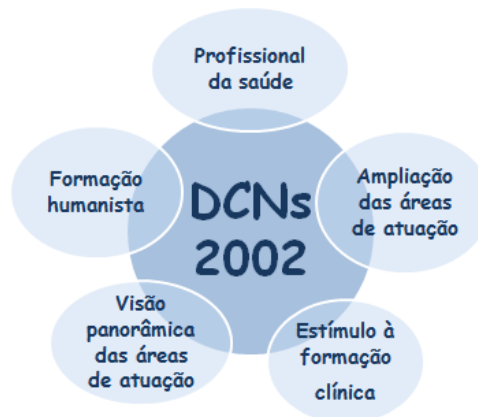 Profissional
da saúde
Formação
humanista
DCNs
2002
Ampliação
das áreas
de atuação
Visão
panorâmica
das áreas
de atuação
Estímulo à
formação
clínica